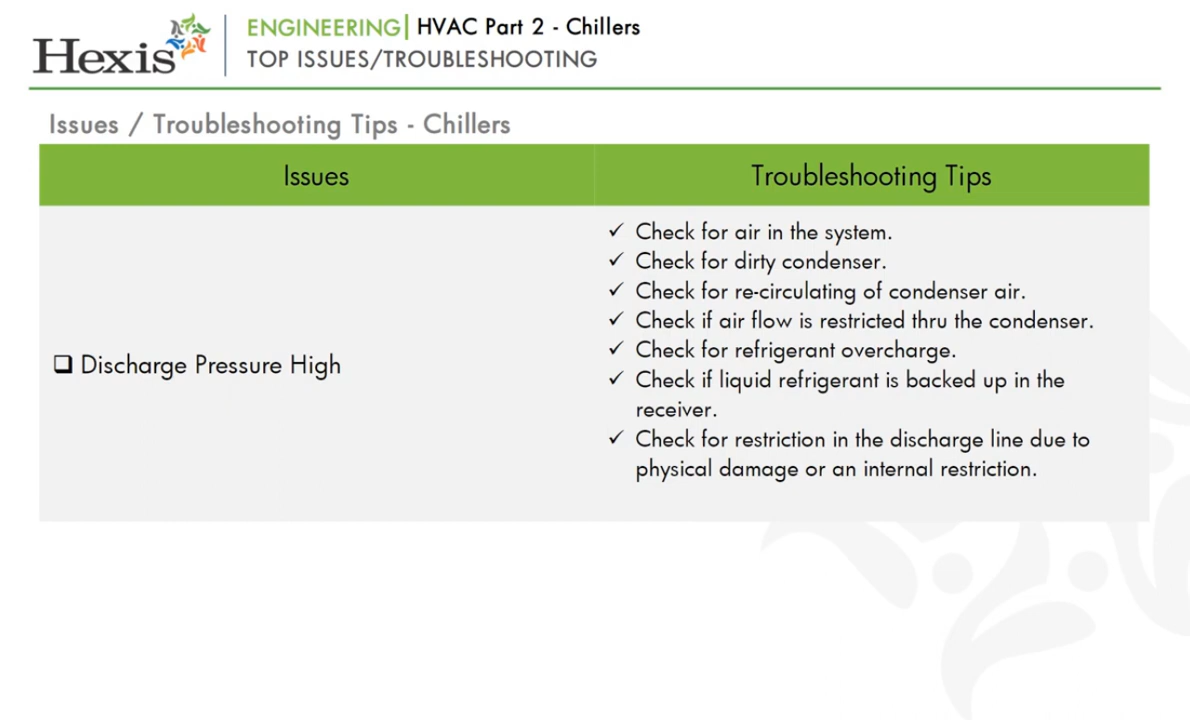 Hexis
ENGINEERING| HVAC Part 2 - Chillers
TOP ISSUES/TROUBLESHOOTING
Issues / Troubleshooting Tips - Chillers
Issues
Troubleshooting Tips
❑ Discharge Pressure High
✓ Check for air in the system.
✓ Check for dirty condenser.
✓ Check for re-circulating of condenser air.
✓ Check if air flow is restricted thru the condenser.
✓ Check for refrigerant overcharge.
✓ Check if liquid refrigerant is backed up in the
receiver.
✓ Check for restriction in the discharge line due to
physical damage or an internal restriction.